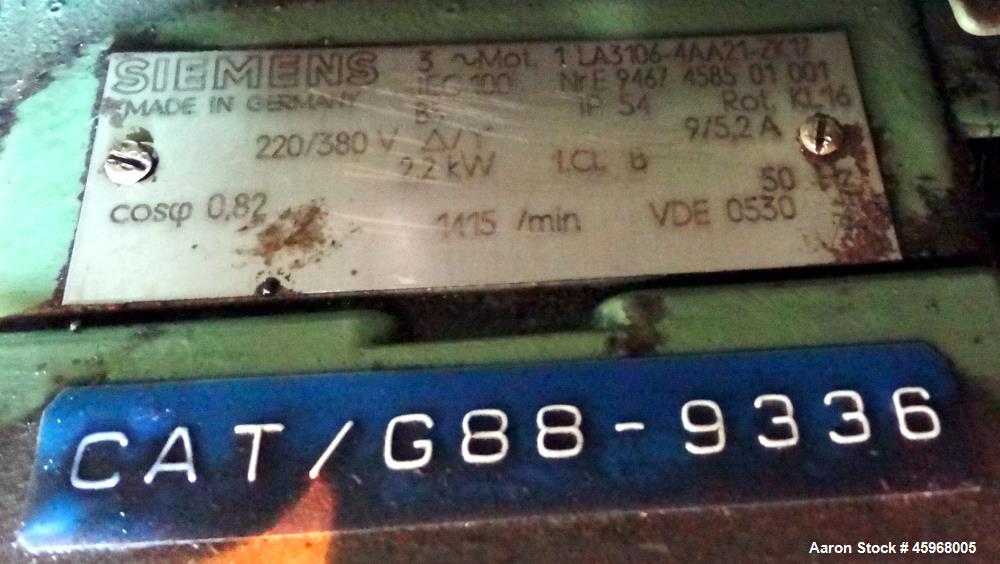 SIEMENS 3 ~Mot. 1 LA3106-4AA21-ZK17
MADE IN GERMANY IEC 100 Nr. E 9467 4585 01 001
IP 54 Rot. KL 16
220/380 V Δ/Y 9/5,2 A
2,2 kW I.CL B 50 Hz
cosφ 0,82 1415 /min VDE 0530
CAT/G88-9336
Aaron Stock # 45968005